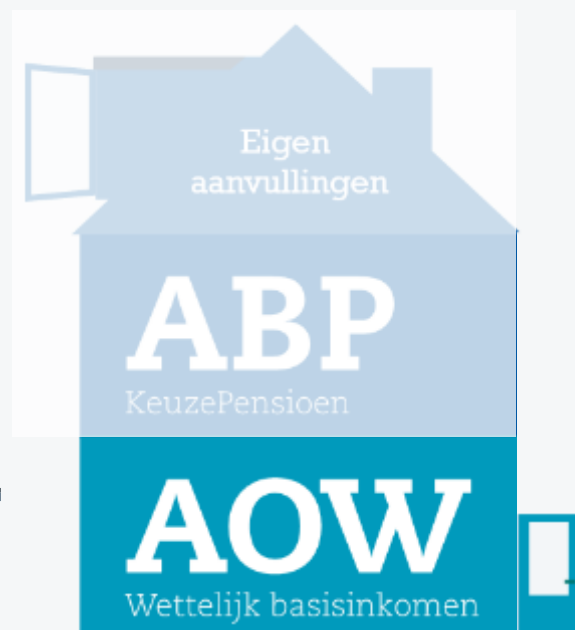 Eigen
aanvullingen
ABP
KeuzePensioen
AOW
Wettelijk basisinkomen